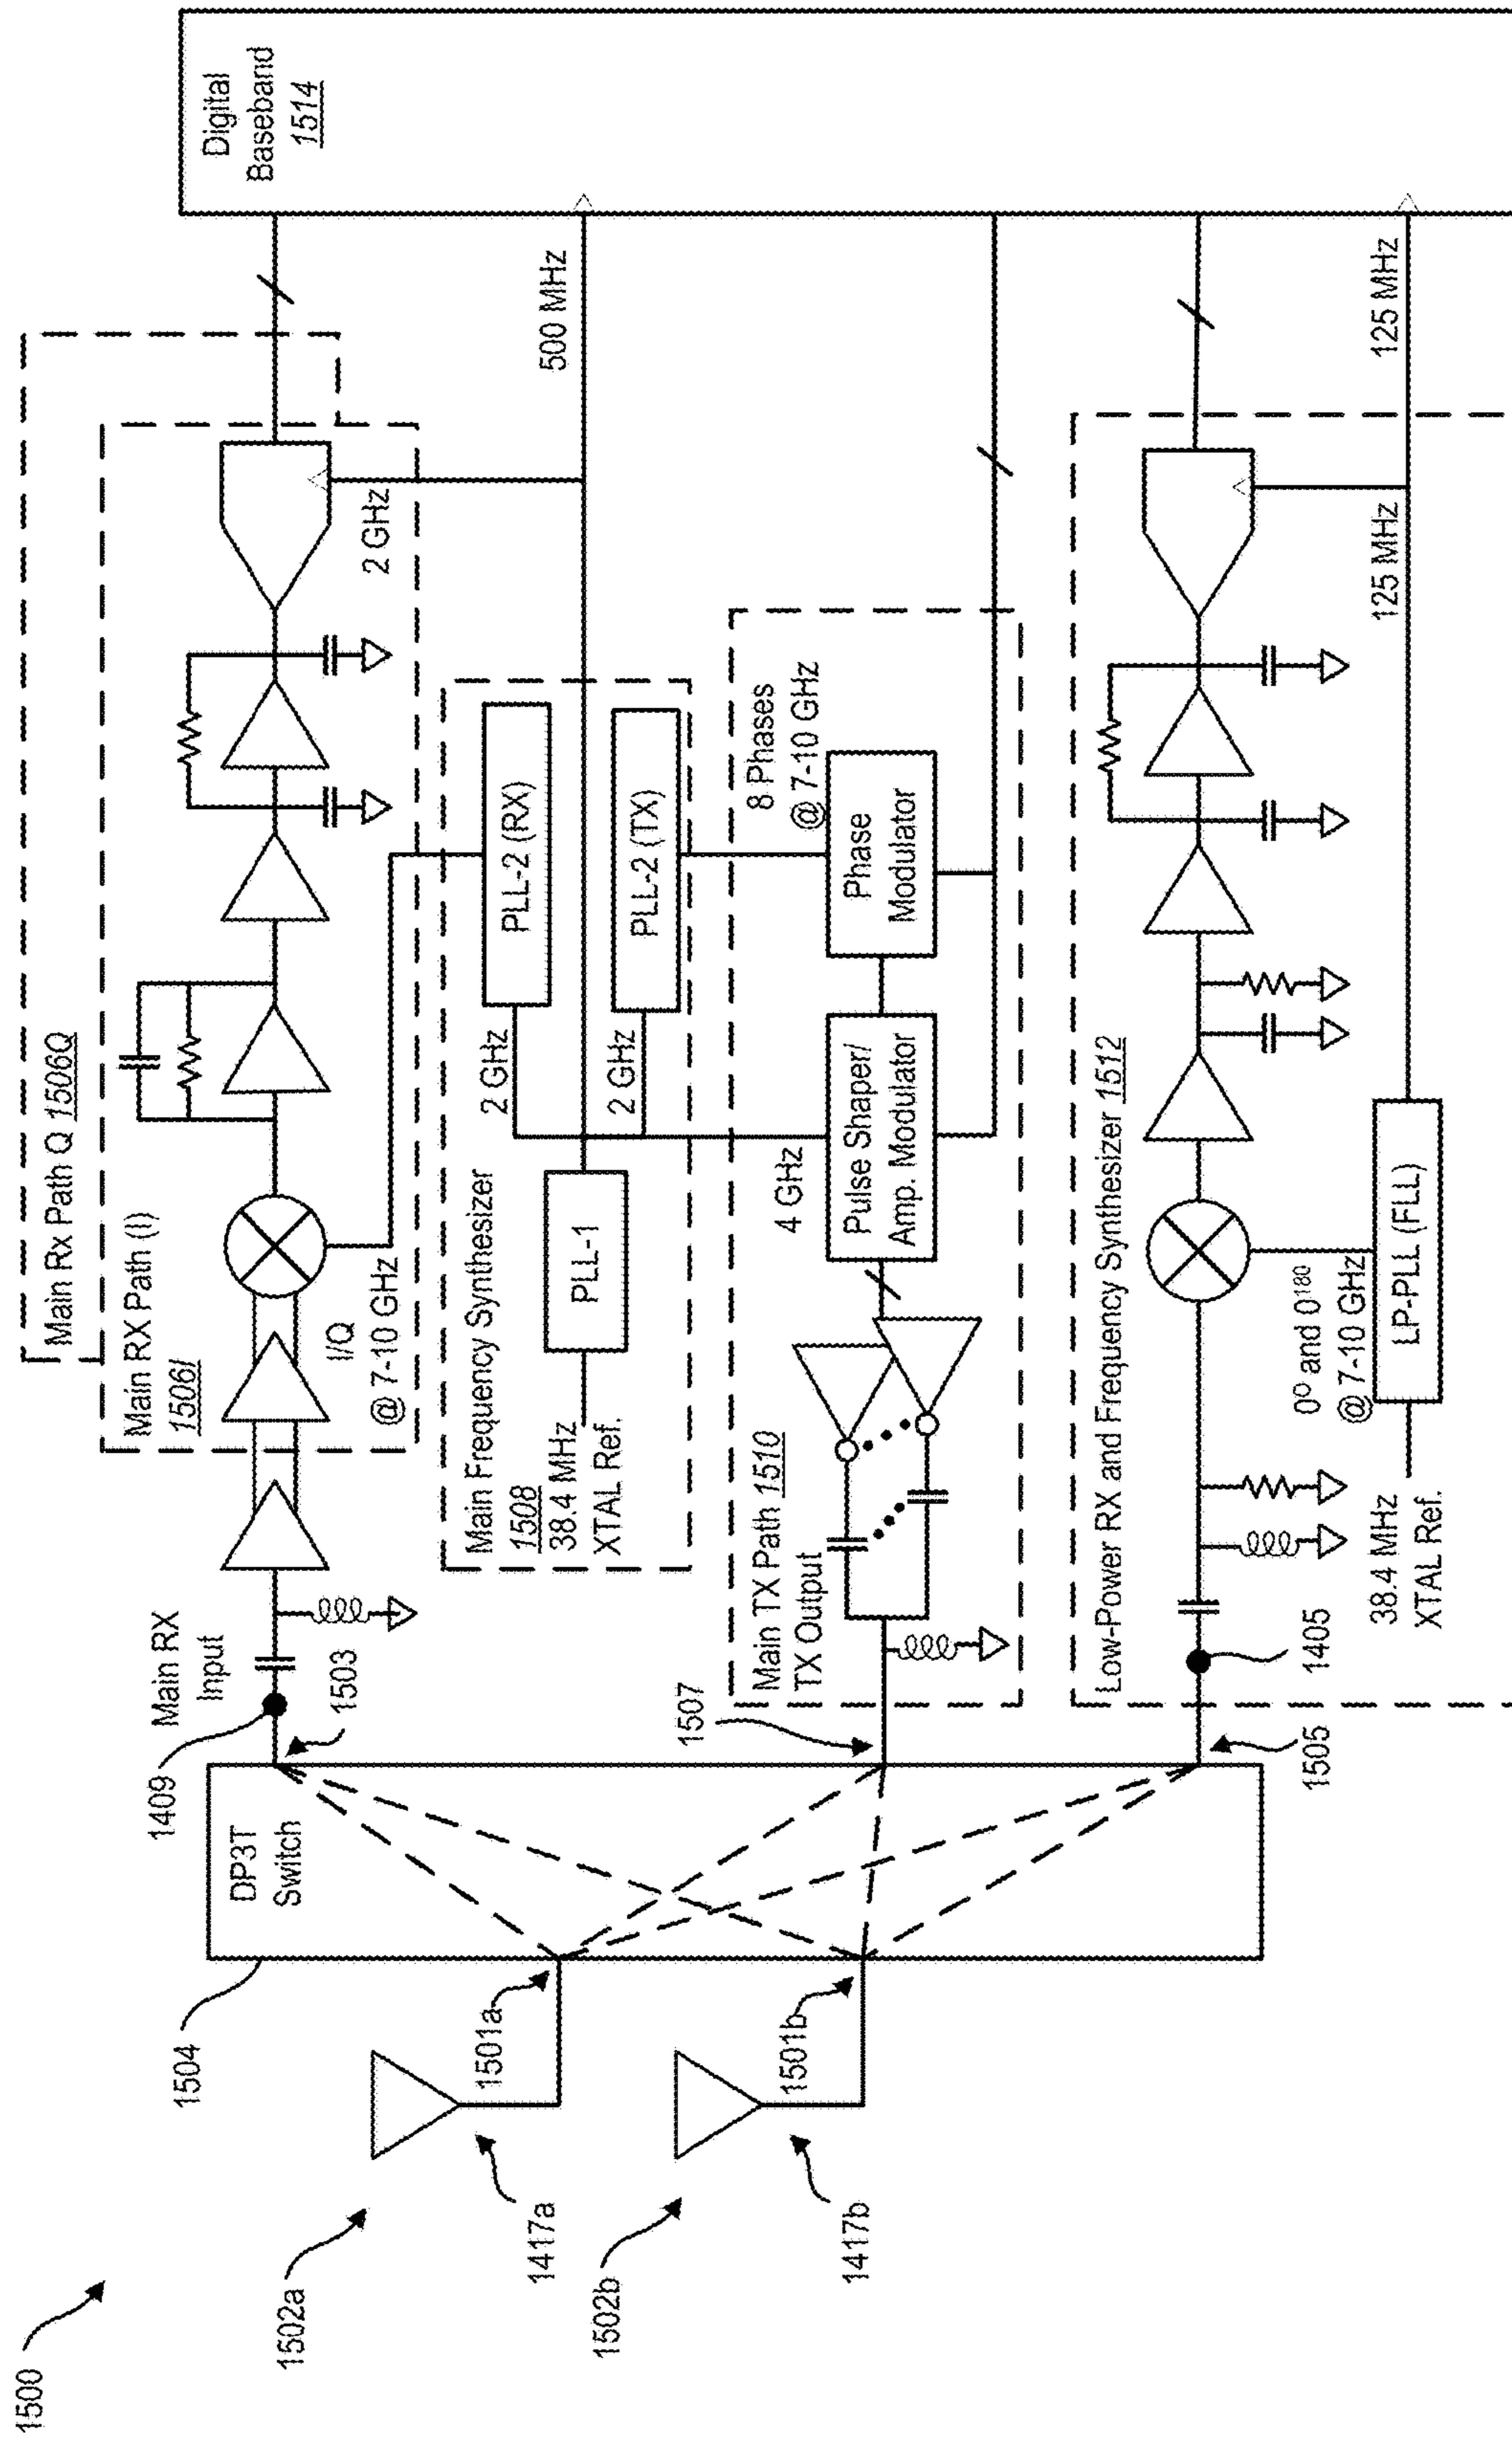 1500
1502a
1417a
1502b
1417b
1504
1501a
1501b
DP3T
Switch
1409
Main RX
Input
1503
1507
1505
1405
Main Rx Path Q 1506Q
Main RX Path (I)
1506I
I/Q
@ 7-10 GHz
2 GHz
Main Frequency Synthesizer
1508
38.4 MHz
XTAL Ref.
PLL-1
2 GHz
2 GHz
PLL-2 (RX)
PLL-2 (TX)
500 MHz
Main TX Path 1510
TX Output
4 GHz
Pulse Shaper/
Amp. Modulator
Phase
Modulator
8 Phases
@ 7-10 GHz
Low-Power RX and Frequency Synthesizer 1512
0º and 0¹⁸⁰
@ 7-10 GHz
38.4 MHz
XTAL Ref.
LP-PLL (FLL)
125 MHz
125 MHz
Digital
Baseband
1514